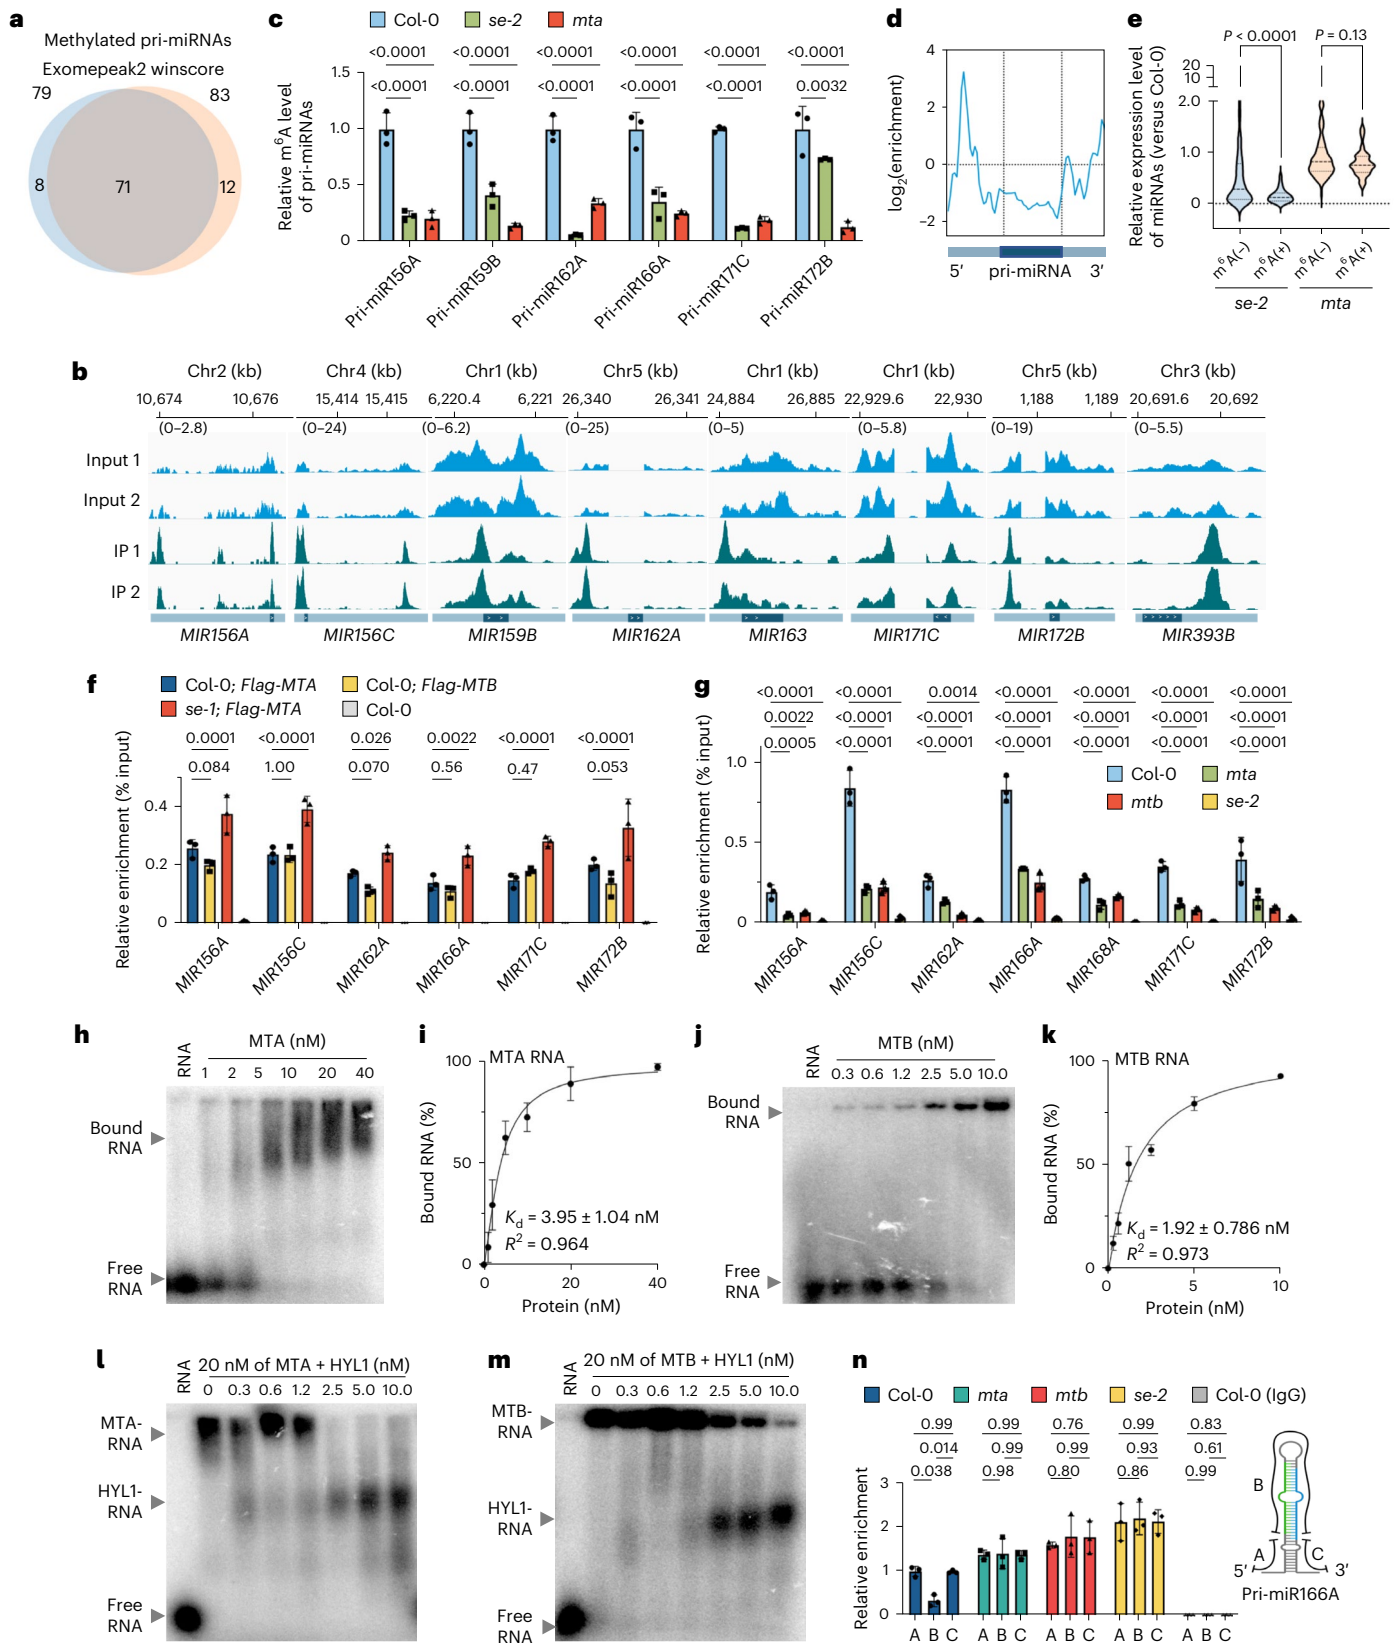 a
Methylated pri-miRNAs
Exomepeak2 winscore
79
83
8
71
12
c
Col-0
se-2
mta
<0.0001 <0.0001 <0.0001 <0.0001 <0.0001 <0.0001
<0.0001 <0.0001 <0.0001 <0.0001 <0.0001 0.0032
Relative m6A level
of pri-miRNAs
1.5
1.0
0.5
0
Pri-miR156A
Pri-miR159B
Pri-miR162A
Pri-miR166A
Pri-miR171C
Pri-miR172B
d
log2(enrichment)
4
2
0
−2
5′ pri-miRNA 3′
e
P < 0.0001 P = 0.13
Relative expression level
of miRNAs (versus Col-0)
20
10
2.0
1.0
0
m6A(−)
m6A(+)
m6A(−)
m6A(+)
se-2
mta
b
Chr2 (kb) Chr4 (kb) Chr1 (kb) Chr5 (kb) Chr1 (kb) Chr1 (kb) Chr5 (kb) Chr3 (kb)
10,674 10,676 15,414 15,415 6,220.4 6,221 26,340 26,341 24,884 26,885 22,929.6 22,930 1,188 1,189 20,691.6 20,692
(0–2.8) (0–24) (0–6.2) (0–25) (0–5) (0–5.8) (0–19) (0–5.5)
Input 1
Input 2
IP 1
IP 2
MIR156A MIR156C MIR159B MIR162A MIR163 MIR171C MIR172B MIR393B
f
Col-0; Flag-MTA
Col-0; Flag-MTB
se-1; Flag-MTA
Col-0
0.0001 <0.0001 0.026 0.0022 <0.0001 <0.0001
0.084 1.00 0.070 0.56 0.47 0.053
Relative enrichment (% input)
0.4
0.2
0
MIR156A
MIR156C
MIR162A
MIR166A
MIR171C
MIR172B
g
<0.0001 <0.0001 0.0014 <0.0001 <0.0001 <0.0001 <0.0001
0.0022 <0.0001 <0.0001 <0.0001 <0.0001 <0.0001 <0.0001
0.0005 <0.0001 <0.0001 <0.0001 <0.0001 <0.0001 <0.0001
Col-0
mta
mtb
se-2
Relative enrichment (% input)
1.0
0.5
0
MIR156A
MIR156C
MIR162A
MIR166A
MIR168A
MIR171C
MIR172B
h
MTA (nM)
RNA 1 2 5 10 20 40
Bound
RNA
Free
RNA
i
MTA RNA
Bound RNA (%)
100
50
0
Kd = 3.95 ± 1.04 nM
R2 = 0.964
0 20 40
Protein (nM)
j
MTB (nM)
RNA 0.3 0.6 1.2 2.5 5.0 10.0
Bound
RNA
Free
RNA
k
MTB RNA
Bound RNA (%)
100
50
0
Kd = 1.92 ± 0.786 nM
R2 = 0.973
0 5 10
Protein (nM)
l
20 nM of MTA + HYL1 (nM)
RNA 0 0.3 0.6 1.2 2.5 5.0 10.0
MTA-
RNA
HYL1-
RNA
Free
RNA
m
20 nM of MTB + HYL1 (nM)
RNA 0 0.3 0.6 1.2 2.5 5.0 10.0
MTB-
RNA
HYL1-
RNA
Free
RNA
n
Col-0
mta
mtb
se-2
Col-0 (IgG)
0.99 0.99 0.76 0.99 0.83
0.014 0.99 0.99 0.93 0.61
0.038 0.98 0.80 0.86 0.99
Relative enrichment
3
2
1
0
A B C A B C A B C A B C A B C
B
A C
5′ 3′
Pri-miR166A